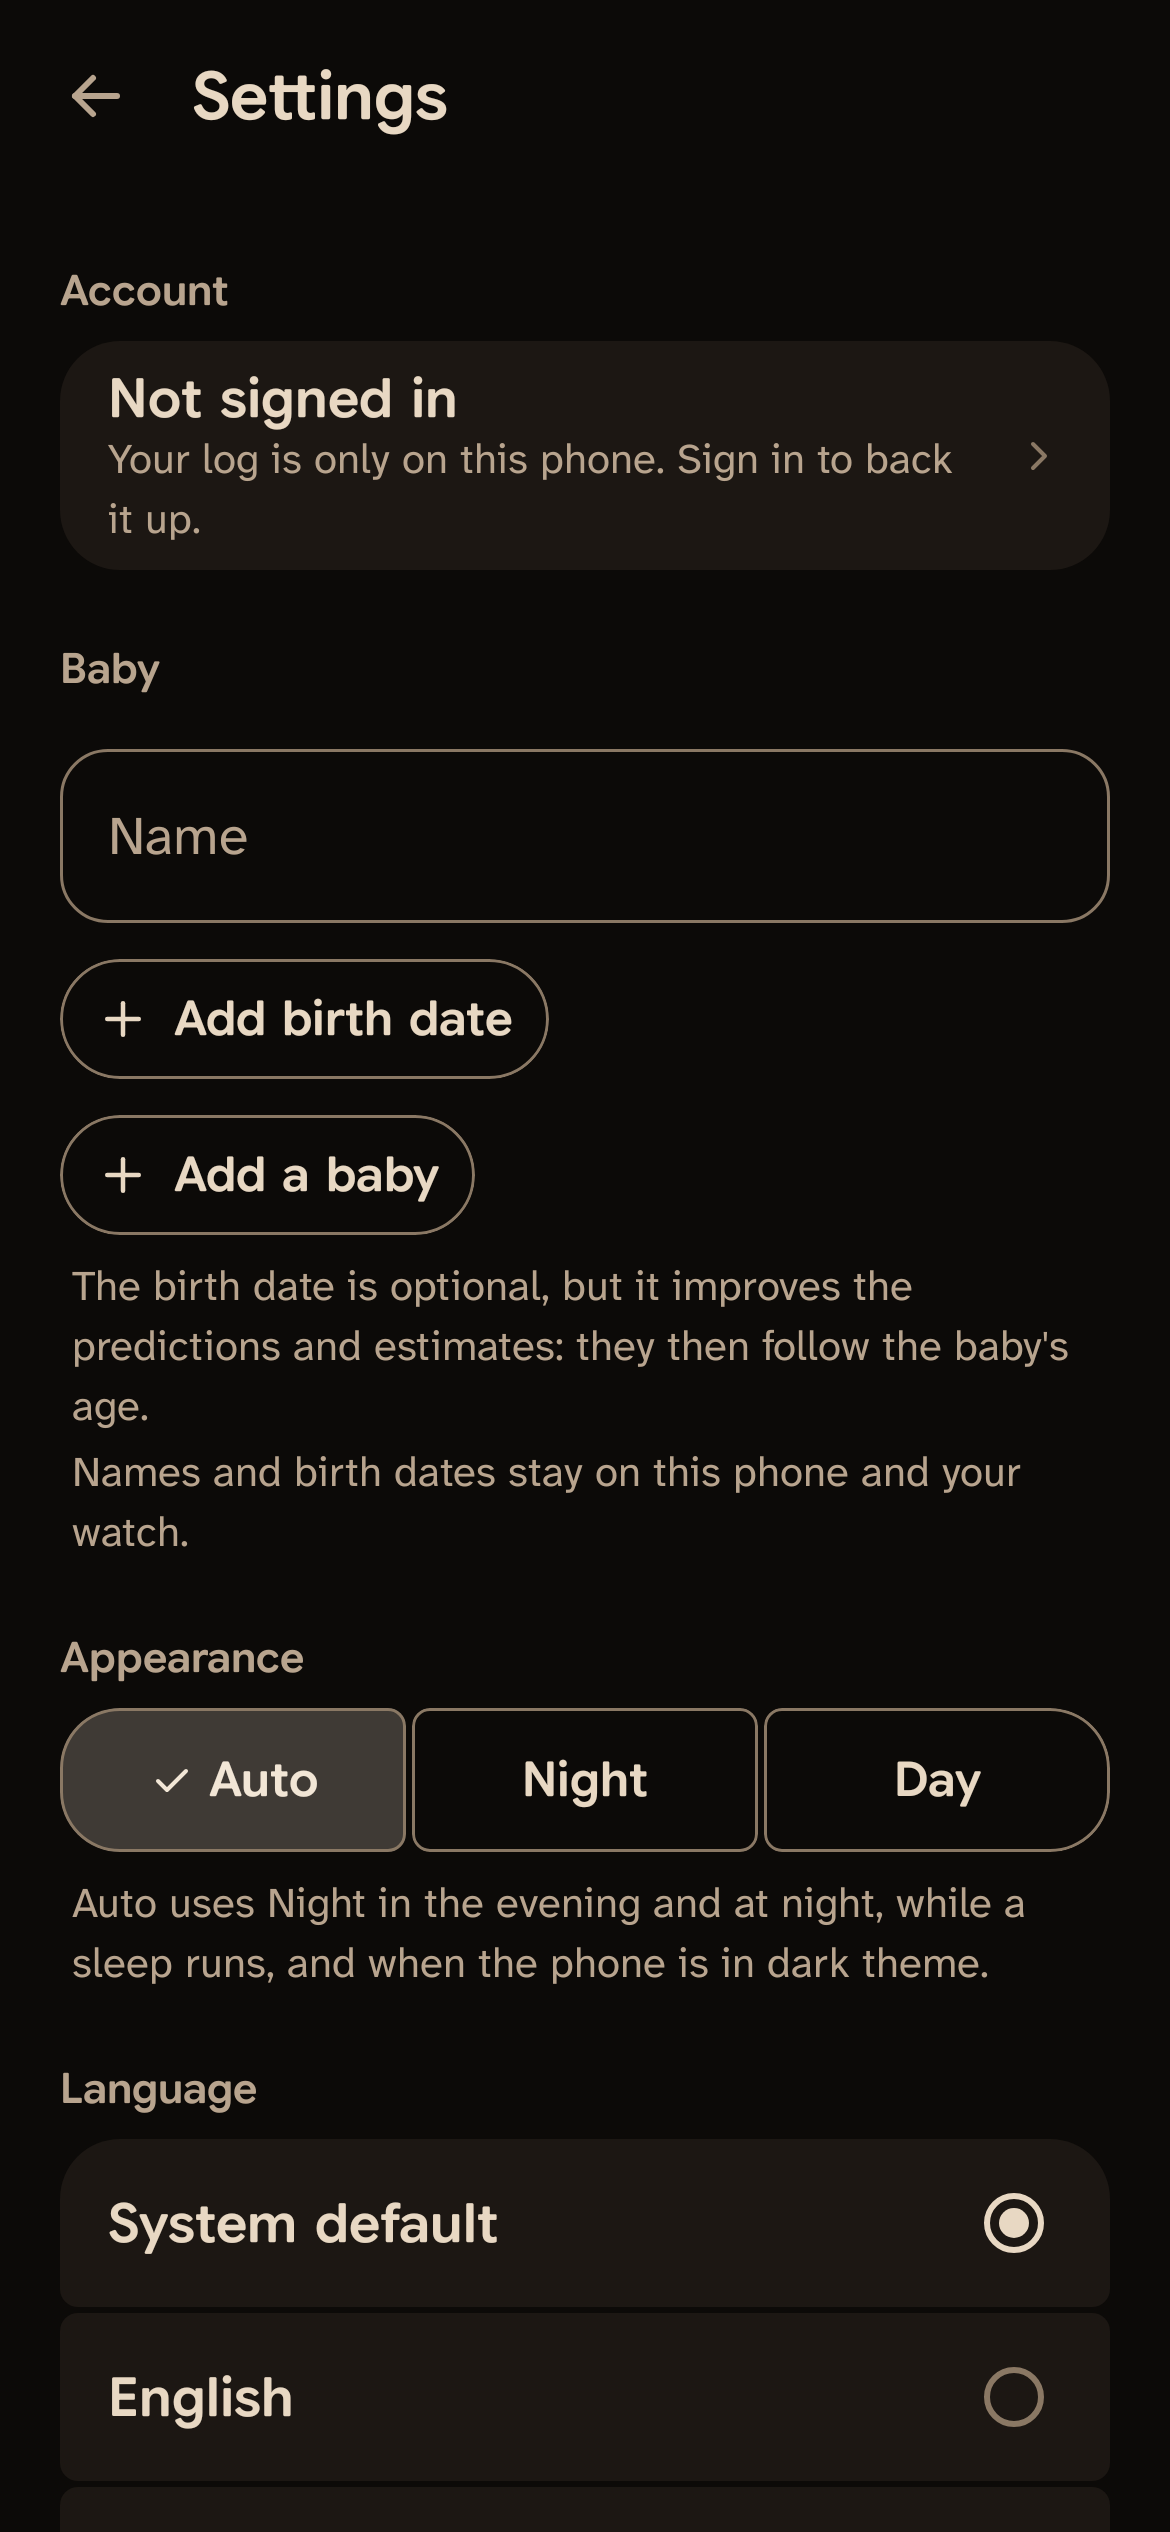 Settings
Account
Not signed in
Your log is only on this phone. Sign in to back
it up.
Baby
Name
Add birth date
Add a baby
The birth date is optional, but it improves the
predictions and estimates: they then follow the baby's
age.
Names and birth dates stay on this phone and your
watch.
Appearance
Auto
Night
Day
Auto uses Night in the evening and at night, while a
sleep runs, and when the phone is in dark theme.
Language
System default
English